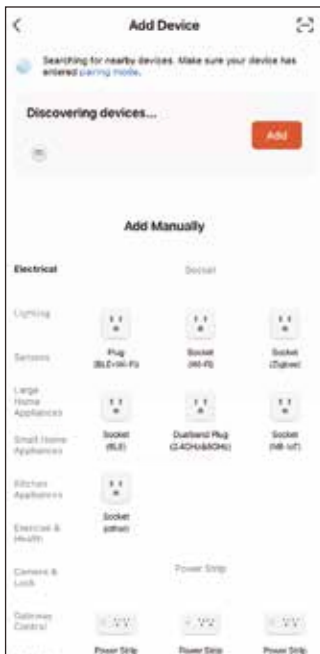 Add Device
Searching for nearby devices. Make sure your device has
entered pairing mode.
Discovering devices...
Add
Add Manually
Electrical
Socket
Lighting
Plug
(BLE+Wi-Fi)
Socket
(Wi-Fi)
Socket
(Zigbee)
Sensors
Large
Home
Appliances
Socket
(BLE)
Dualband Plug
(2.4GHz&5GHz)
Socket
(NB-IoT)
Small Home
Appliances
Kitchen
Appliances
Socket
(other)
Exercise &
Health
Camera &
Lock
Power Strip
Gateway
Control
Power Strip
Power Strip
Power Strip